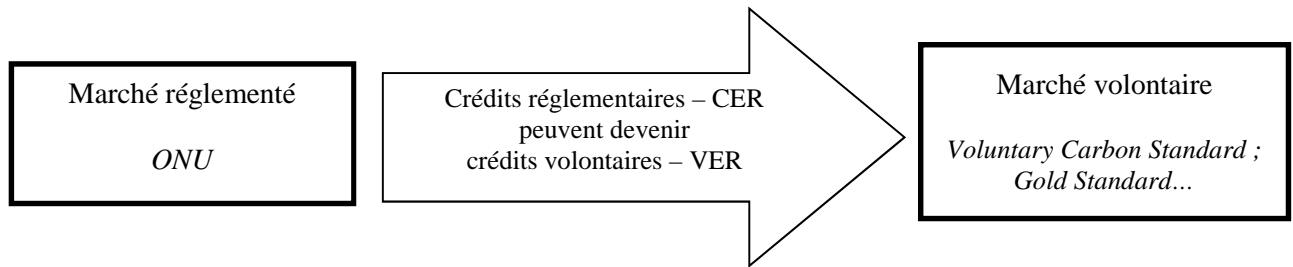 Marché réglementé
ONU
Crédits réglementaires – CER
peuvent devenir
crédits volontaires – VER
Marché volontaire
Voluntary Carbon Standard ;
Gold Standard…